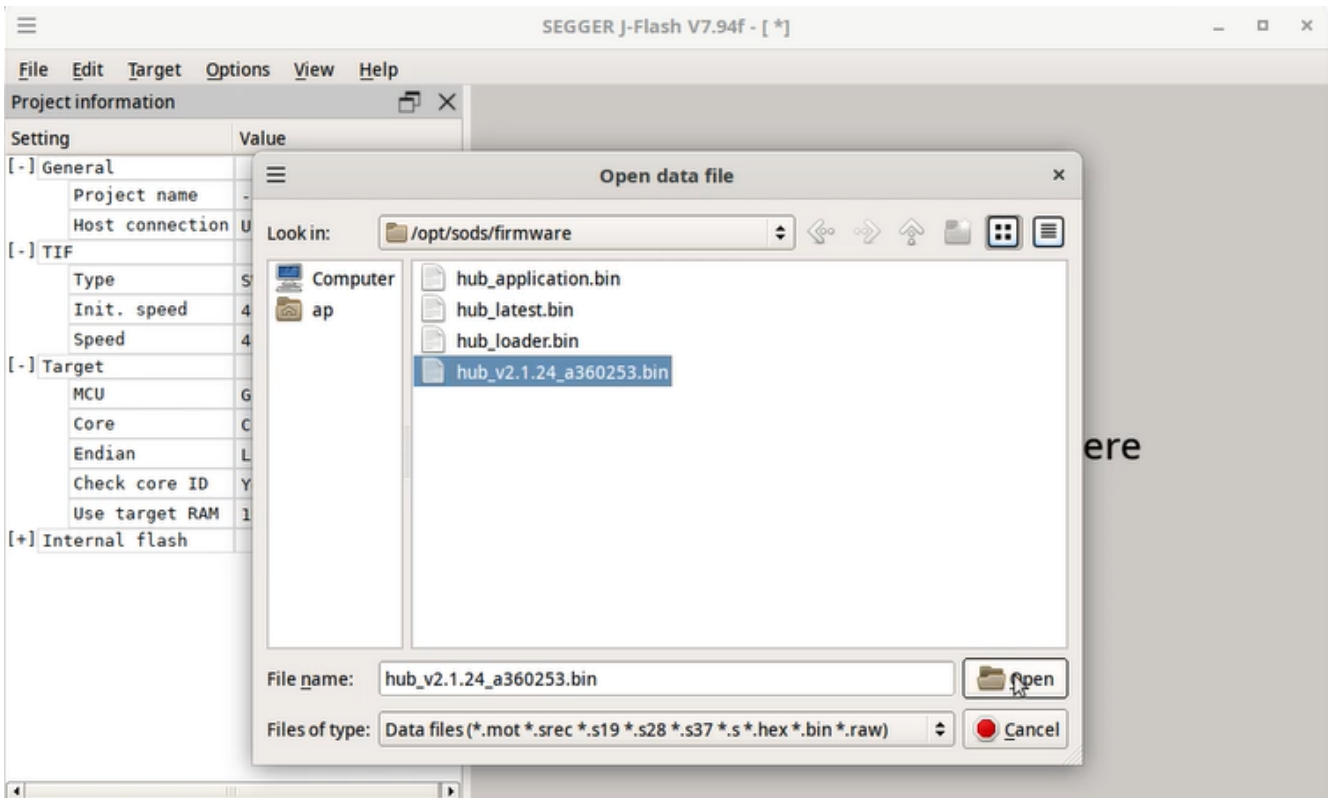 SEGGER J-Flash V7.94f - [ *]
File Edit Target Options View Help
Project information
Setting Value
[-] General
Project name -
Host connection U
[-] TIF
Type
Init. speed 4
Speed 4
[-] Target
MCU G
Core C
Endian L
Check core ID Y
Use target RAM 1
[+] Internal flash
Open data file
Look in: /opt/sods/firmware
Computer
ap
hub_application.bin
hub_latest.bin
hub_loader.bin
hub_v2.1.24_a360253.bin
File name: hub_v2.1.24_a360253.bin
Open
Files of type: Data files (*.mot *.srec *.s19 *.s28 *.s37 *.s *.hex *.bin *.raw)
Cancel
ere